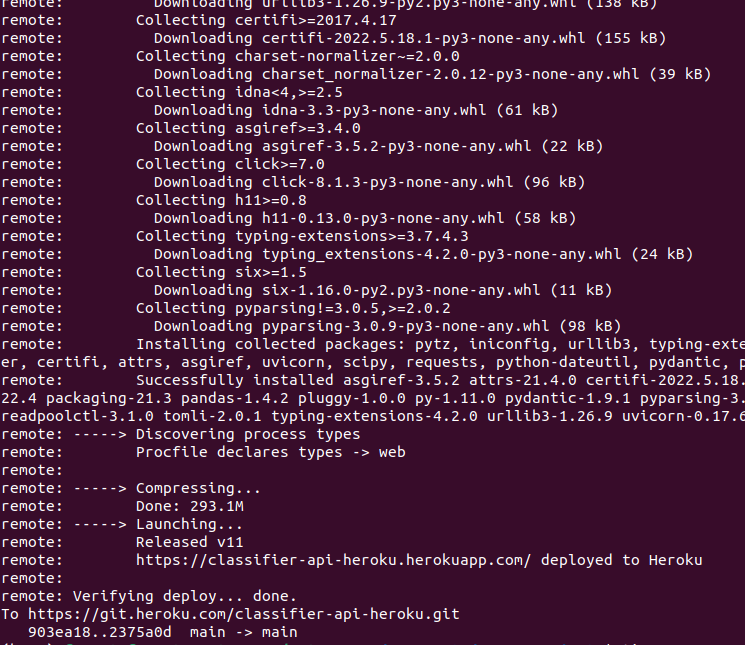 remote:          Downloading urllib3-1.26.9-py2.py3-none-any.whl (138 kB)
remote:        Collecting certifi>=2017.4.17
remote:          Downloading certifi-2022.5.18.1-py3-none-any.whl (155 kB)
remote:        Collecting charset-normalizer~=2.0.0
remote:          Downloading charset_normalizer-2.0.12-py3-none-any.whl (39 kB)
remote:        Collecting idna<4,>=2.5
remote:          Downloading idna-3.3-py3-none-any.whl (61 kB)
remote:        Collecting asgiref>=3.4.0
remote:          Downloading asgiref-3.5.2-py3-none-any.whl (22 kB)
remote:        Collecting click>=7.0
remote:          Downloading click-8.1.3-py3-none-any.whl (96 kB)
remote:        Collecting h11>=0.8
remote:          Downloading h11-0.13.0-py3-none-any.whl (58 kB)
remote:        Collecting typing-extensions>=3.7.4.3
remote:          Downloading typing_extensions-4.2.0-py3-none-any.whl (24 kB)
remote:        Collecting six>=1.5
remote:          Downloading six-1.16.0-py2.py3-none-any.whl (11 kB)
remote:        Collecting pyparsing!=3.0.5,>=2.0.2
remote:          Downloading pyparsing-3.0.9-py3-none-any.whl (98 kB)
remote:        Installing collected packages: pytz, iniconfig, urllib3, typing-exte
er, certifi, attrs, asgiref, uvicorn, scipy, requests, python-dateutil, pydantic, p
remote:        Successfully installed asgiref-3.5.2 attrs-21.4.0 certifi-2022.5.18.
22.4 packaging-21.3 pandas-1.4.2 pluggy-1.0.0 py-1.11.0 pydantic-1.9.1 pyparsing-3.
readpoolctl-3.1.0 tomli-2.0.1 typing-extensions-4.2.0 urllib3-1.26.9 uvicorn-0.17.6
remote: -----> Discovering process types
remote:        Procfile declares types -> web
remote:
remote: -----> Compressing...
remote:        Done: 293.1M
remote: -----> Launching...
remote:        Released v11
remote:        https://classifier-api-heroku.herokuapp.com/ deployed to Heroku
remote:
remote: Verifying deploy... done.
To https://git.heroku.com/classifier-api-heroku.git
   903ea18..2375a0d  main -> main